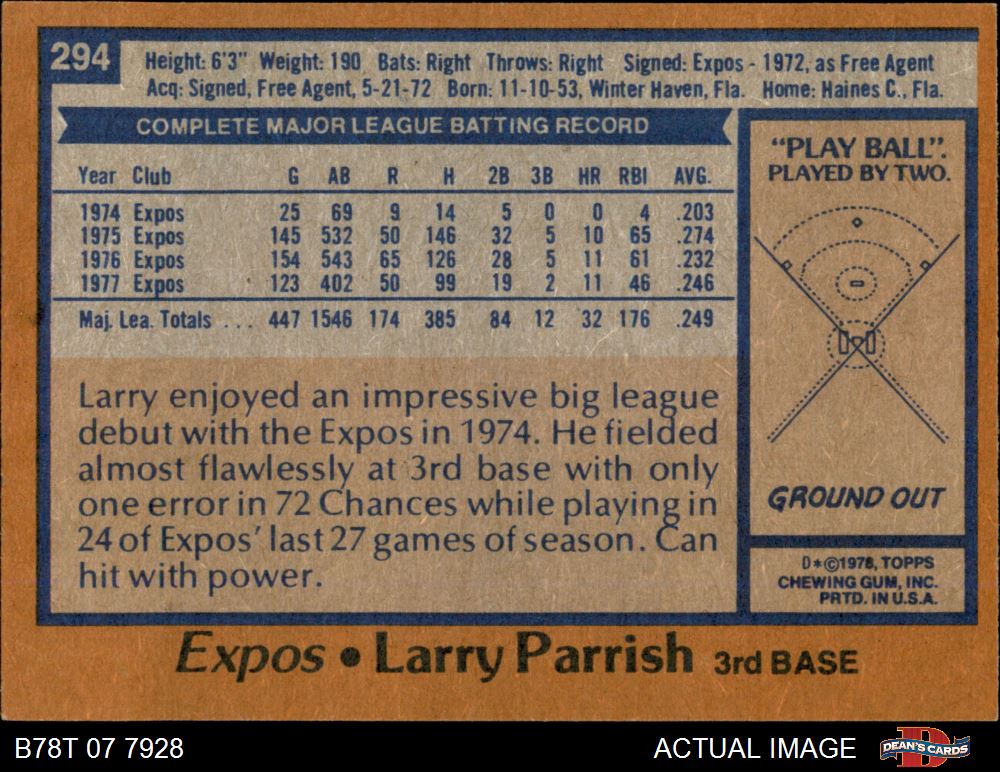 294
Height: 6'3" Weight: 190 Bats: Right Throws: Right Signed: Expos - 1972, as Free Agent
Acq: Signed, Free Agent, 5-21-72 Born: 11-10-53, Winter Haven, Fla. Home: Haines C., Fla.
COMPLETE MAJOR LEAGUE BATTING RECORD
Year Club G AB R H 2B 3B HR RBI AVG.
1974 Expos 25 69 9 14 5 0 0 4 .203
1975 Expos 145 532 50 146 32 5 10 65 .274
1976 Expos 154 543 65 126 28 5 11 61 .232
1977 Expos 123 402 50 99 19 2 11 46 .246
Maj. Lea. Totals ... 447 1546 174 385 84 12 32 176 .249
Larry enjoyed an impressive big league
debut with the Expos in 1974. He fielded
almost flawlessly at 3rd base with only
one error in 72 Chances while playing in
24 of Expos' last 27 games of season. Can
hit with power.
"PLAY BALL".
PLAYED BY TWO.
GROUND OUT
D*©1978, TOPPS
CHEWING GUM, INC.
PRTD. IN U.S.A.
Expos • Larry Parrish 3rd BASE
B78T 07 7928
ACTUAL IMAGE
DEAN'S CARDS